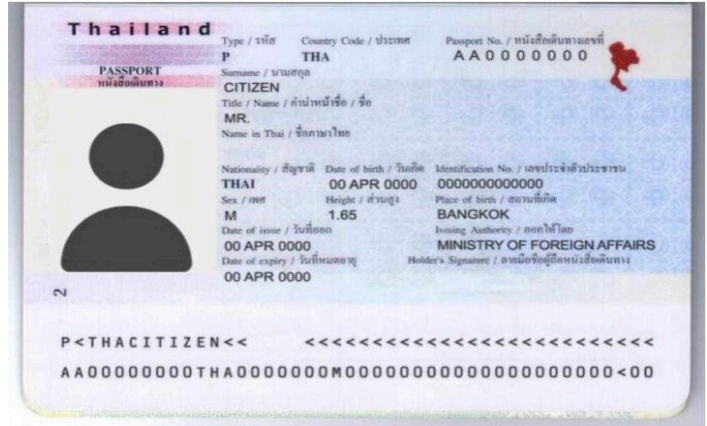 Thailand
Type / รหัส Country Code / ประเทศ Passport No. / หนังสือเดินทางเลขที่
P THA AA0000000
PASSPORT
หนังสือเดินทาง
Surname / นามสกุล
CITIZEN
Title / Name / คำนำหน้าชื่อ / ชื่อ
MR.
Name in Thai / ชื่อภาษาไทย
Nationality / สัญชาติ Date of birth / วันเกิด Identification No. / เลขประจำตัวประชาชน
THAI 00 APR 0000 0000000000000
Sex / เพศ Height / ส่วนสูง Place of birth / สถานที่เกิด
M 1.65 BANGKOK
Date of issue / วันที่ออก Issuing Authority / ออกให้โดย
00 APR 0000 MINISTRY OF FOREIGN AFFAIRS
Date of expiry / วันที่หมดอายุ Holder's Signature / ลายมือชื่อผู้ถือหนังสือเดินทาง
00 APR 0000
2
P<THACITIZEN<< <<<<<<<<<<<<<<<<<<<<<<<<<<
AA00000000THA0000000M0000000000000000000000<00